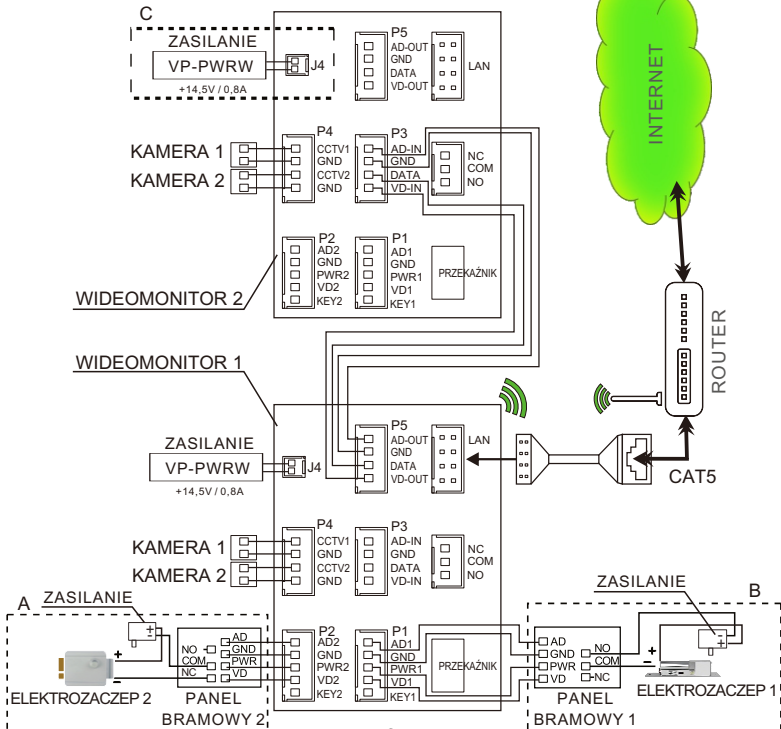 C
ZASILANIE
VP-PWRW
+14,5V / 0,8A
J4
P5
AD-OUT
GND
DATA
VD-OUT
LAN
KAMERA 1
KAMERA 2
P4
CCTV1
GND
CCTV2
GND
P3
AD-IN
GND
DATA
VD-IN
NC
COM
NO
P2
AD2
GND
PWR2
VD2
KEY2
P1
AD1
GND
PWR1
VD1
KEY1
PRZEKAŹNIK
WIDEOMONITOR 2
INTERNET
ROUTER
CAT5
WIDEOMONITOR 1
ZASILANIE
VP-PWRW
+14,5V / 0,8A
J4
P5
AD-OUT
GND
DATA
VD-OUT
LAN
KAMERA 1
KAMERA 2
P4
CCTV1
GND
CCTV2
GND
P3
AD-IN
GND
DATA
VD-IN
NC
COM
NO
A
ZASILANIE
+
-
+
–
ELEKTROZACZEP 2
NO
COM
NC
AD
GND
PWR
VD
PANEL
BRAMOWY 2
P2
AD2
GND
PWR2
VD2
KEY2
P1
AD1
GND
PWR1
VD1
KEY1
PRZEKAŹNIK
B
ZASILANIE
-
+
AD
GND
PWR
VD
NO
COM
NC
+
–
PANEL
BRAMOWY 1
ELEKTROZACZEP 1